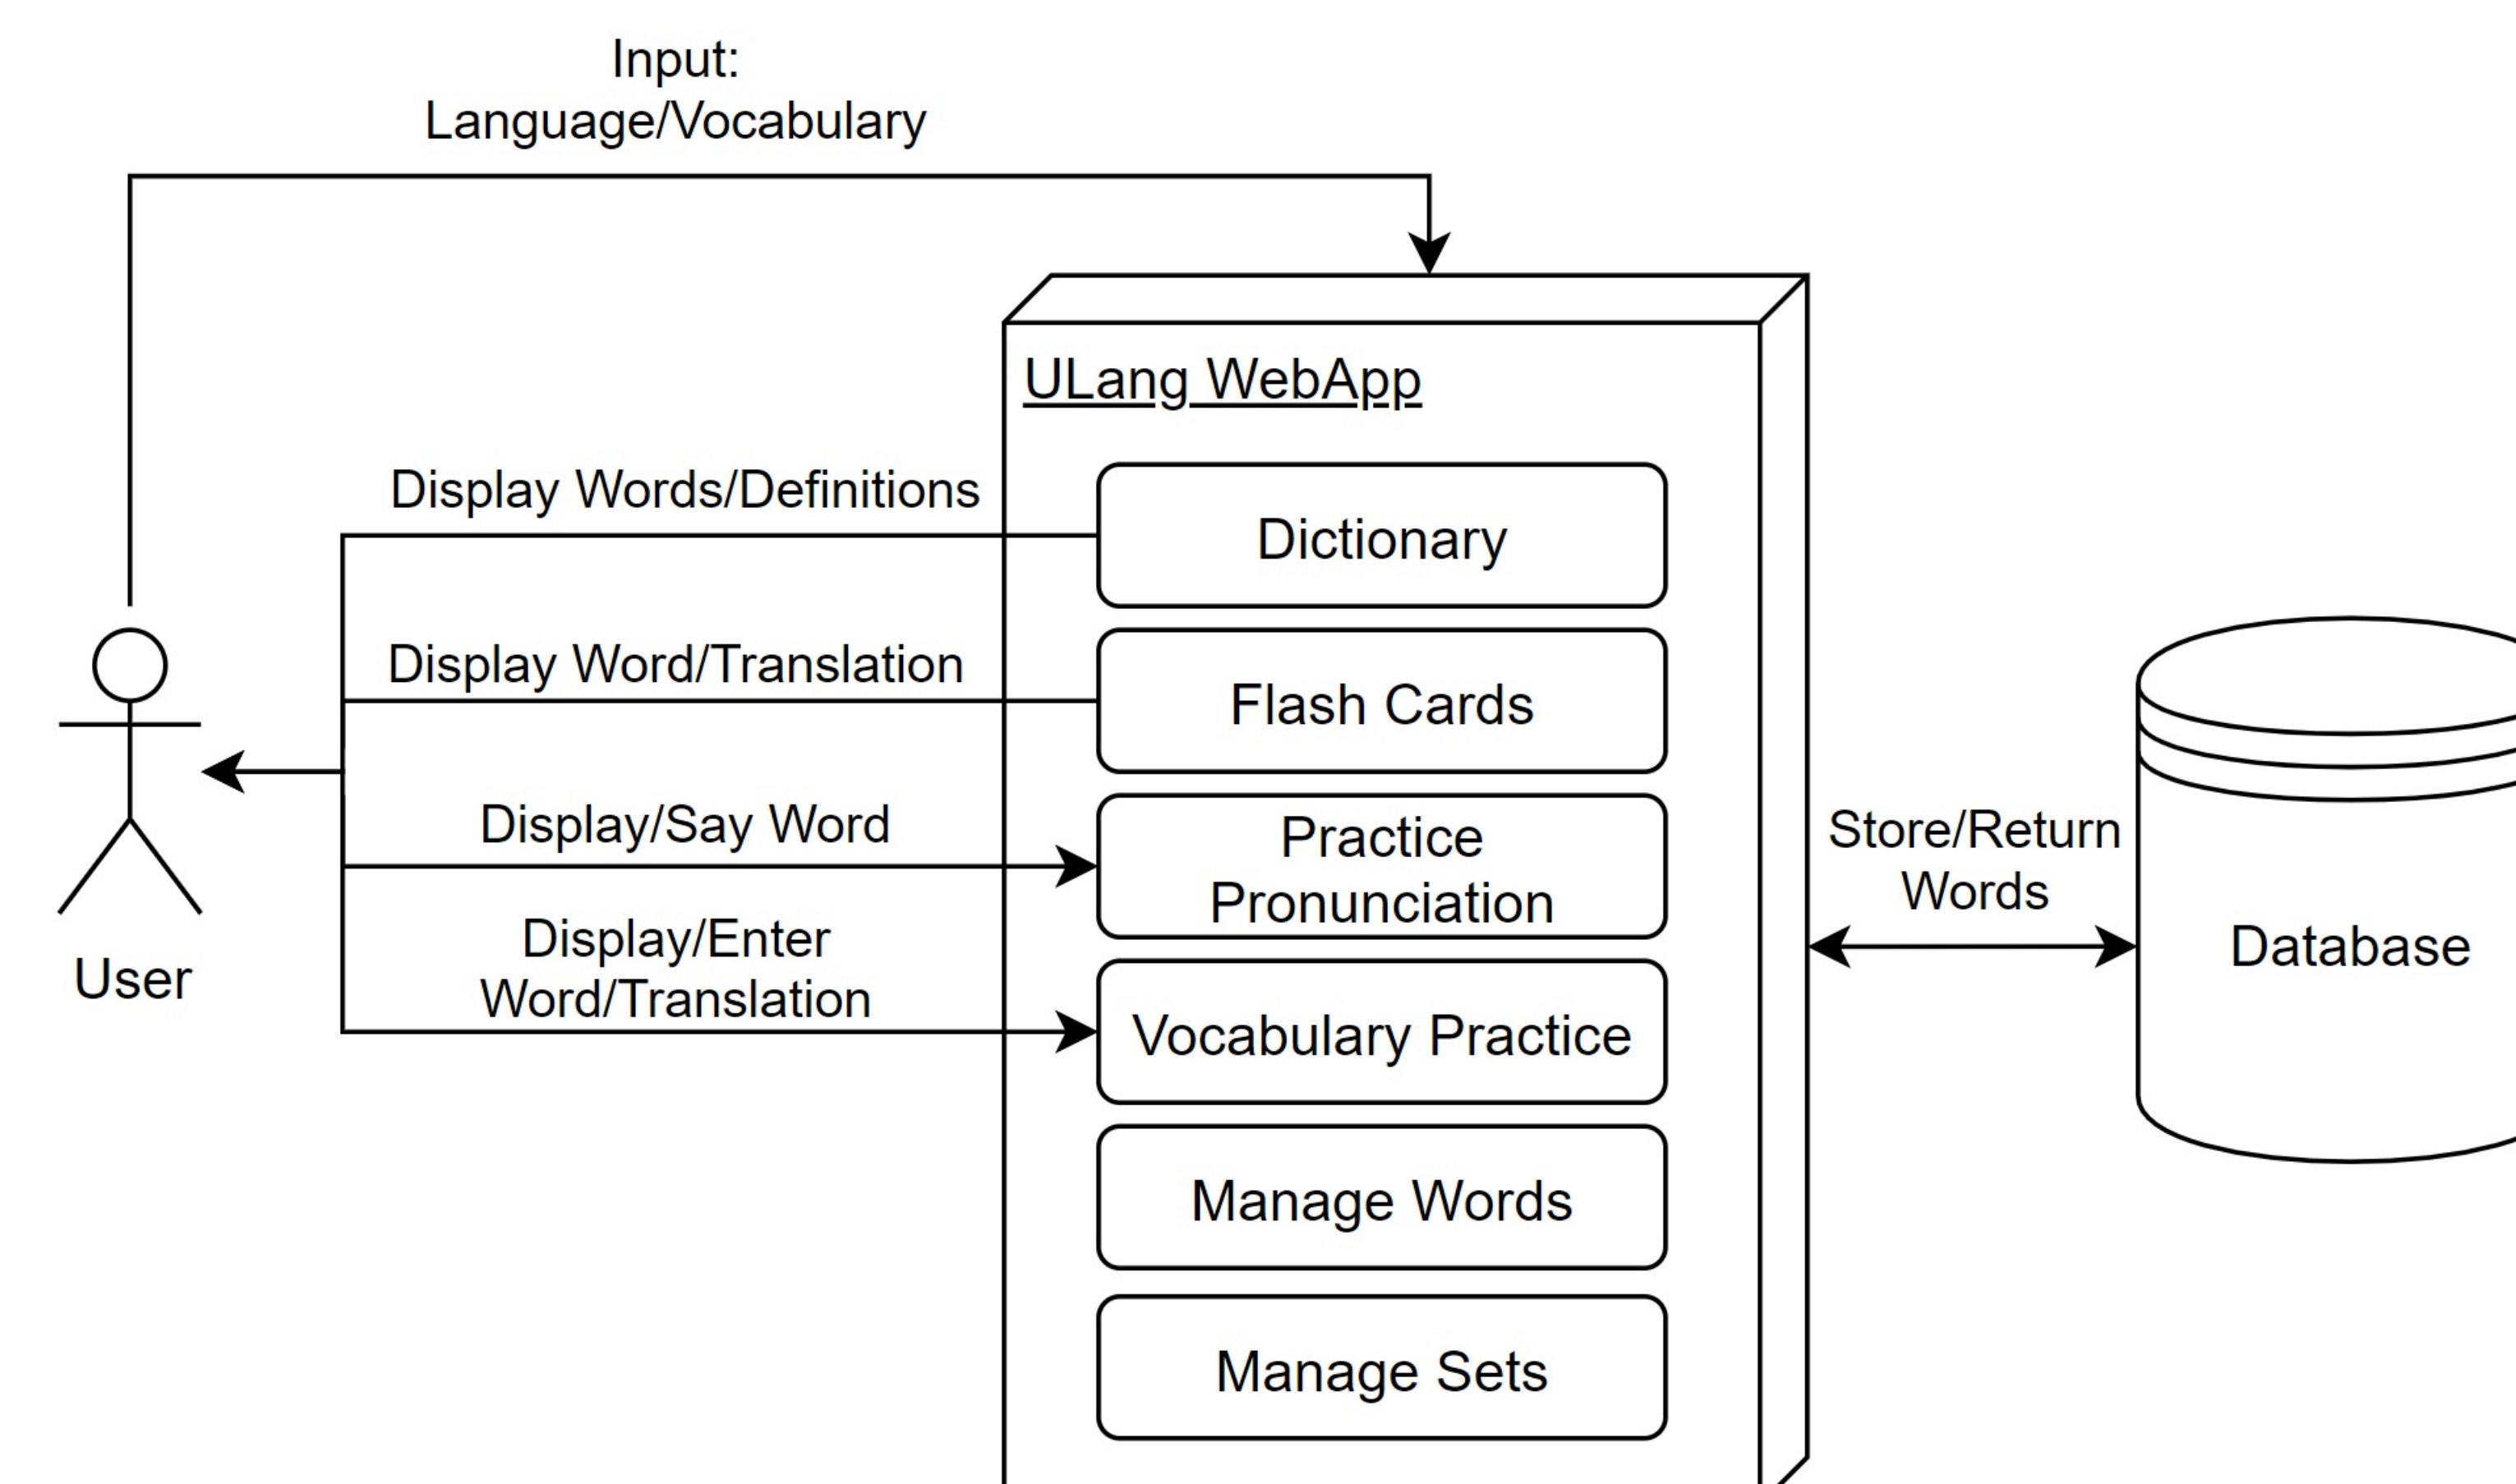 Input:
Language/Vocabulary
ULang WebApp
Display Words/Definitions
Dictionary
Display Word/Translation
Flash Cards
Display/Say Word
Practice
Pronunciation
Store/Return
Words
Display/Enter
Word/Translation
Database
User
Vocabulary Practice
Manage Words
Manage Sets